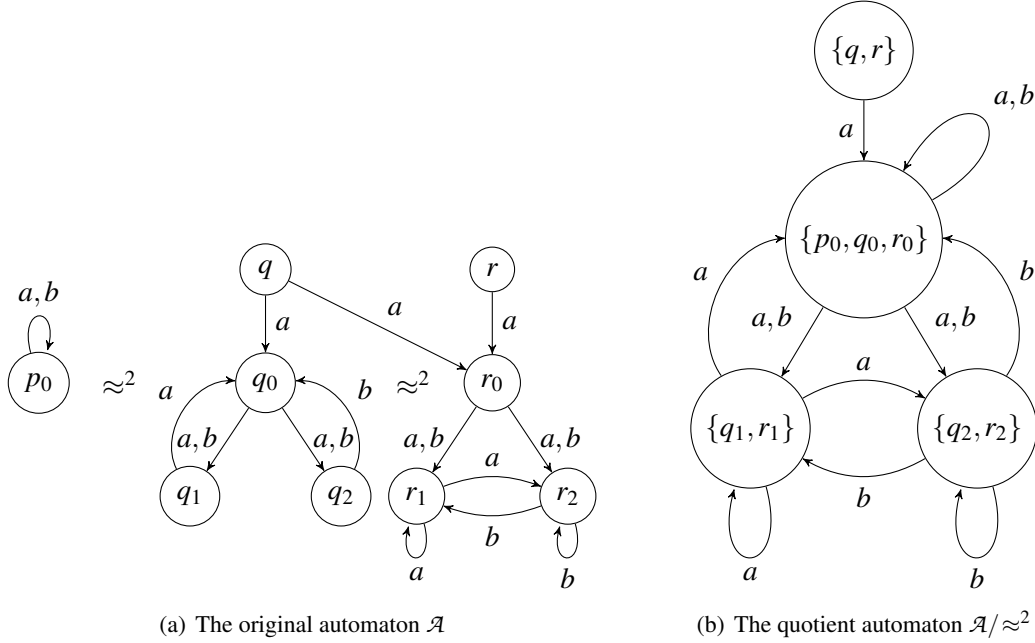 {q, r}
a
a, b
{p₀, q₀, r₀}
a
b
a, b
a, b
{q₁, r₁}
a
{q₂, r₂}
b
a
b
q
r
a, b
a
a
a
p₀
≈²
a
q₀
b
≈²
r₀
a, b
a, b
a, b
a, b
q₁
q₂
r₁
a
r₂
b
a
b
(a) The original automaton 𝒜
(b) The quotient automaton 𝒜/≈²